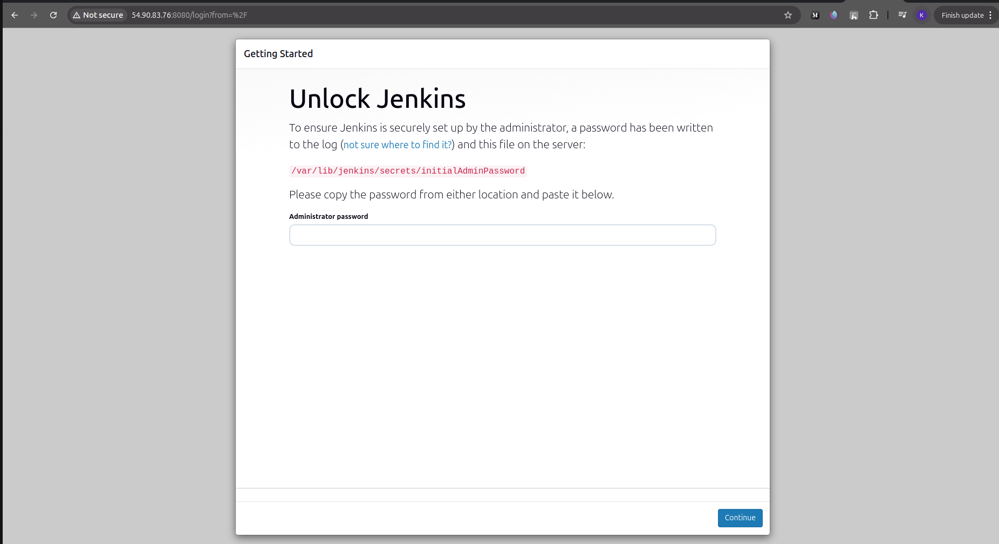 Not secure 54.90.83.76:8080/login?from=%2F M K Finish update
Getting Started
Unlock Jenkins
To ensure Jenkins is securely set up by the administrator, a password has been written
to the log (not sure where to find it?) and this file on the server:
/var/lib/jenkins/secrets/initialAdminPassword
Please copy the password from either location and paste it below.
Administrator password
Continue